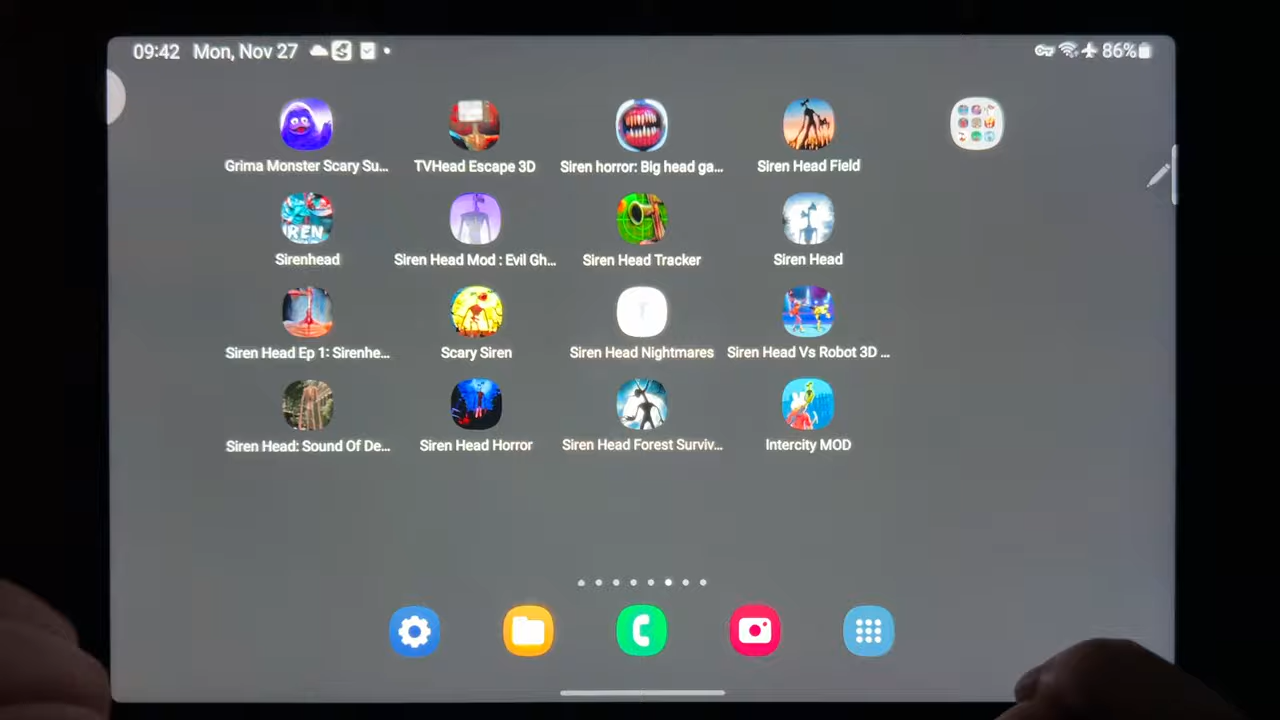 09:42 Mon, Nov 27
86%
Grima Monster Scary Su...
TVHead Escape 3D
Siren horror: Big head ga...
Siren Head Field
REN
Sirenhead
Siren Head Mod : Evil Gh...
Siren Head Tracker
Siren Head
Siren Head Ep 1: Sirenhe...
Scary Siren
Siren Head Nightmares
Siren Head Vs Robot 3D ...
Siren Head: Sound Of De...
Siren Head Horror
Siren Head Forest Surviv...
Intercity MOD